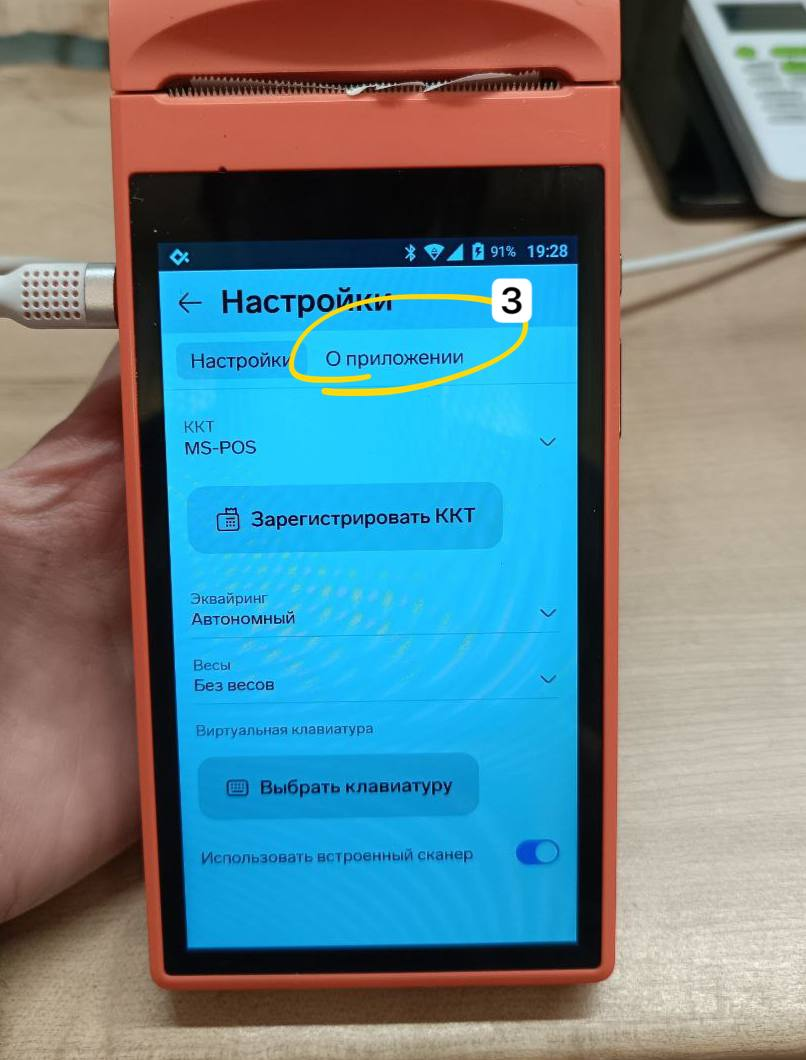 91% 19:28
Настройки
3
Настройки О приложении
ККТ
MS-POS
Зарегистрировать ККТ
Эквайринг
Автономный
Весы
Без весов
Виртуальная клавиатура
Выбрать клавиатуру
Использовать встроенный сканер